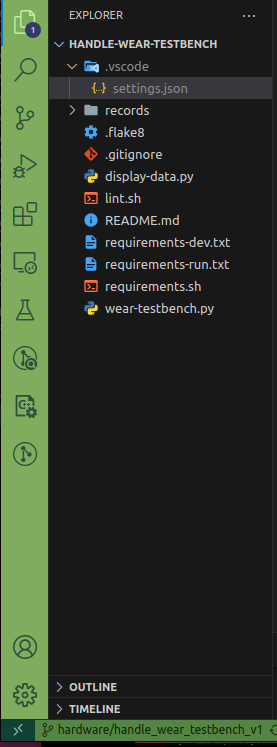 EXPLORER
1
HANDLE-WEAR-TESTBENCH
.vscode
{..} settings.json
records
.flake8
.gitignore
display-data.py
lint.sh
README.md
requirements-dev.txt
requirements-run.txt
requirements.sh
wear-testbench.py
OUTLINE
TIMELINE
hardware/handle_wear_testbench_v1